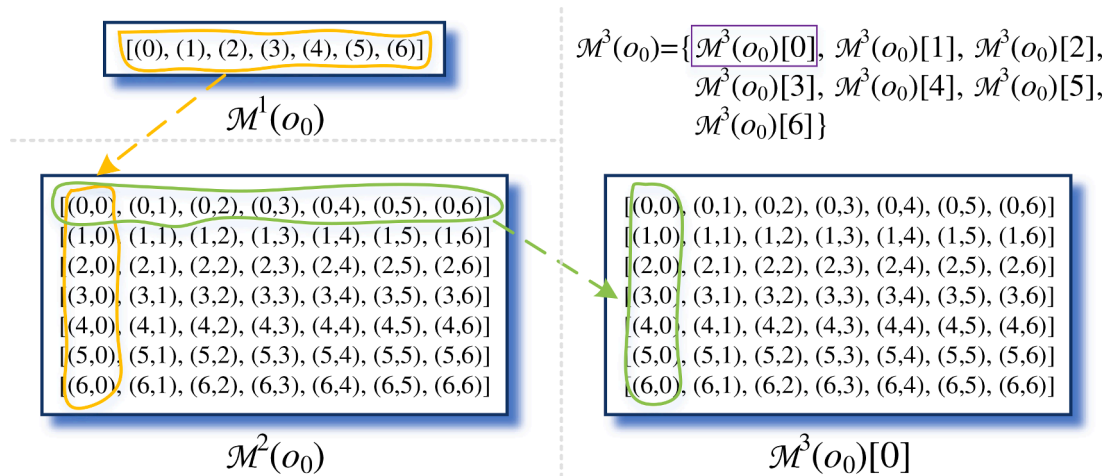 [(0), (1), (2), (3), (4), (5), (6)]
ℳ¹(o₀)
ℳ³(o₀)={ ℳ³(o₀)[0], ℳ³(o₀)[1], ℳ³(o₀)[2],
ℳ³(o₀)[3], ℳ³(o₀)[4], ℳ³(o₀)[5],
ℳ³(o₀)[6]}
[(0,0), (0,1), (0,2), (0,3), (0,4), (0,5), (0,6)]
[(1,0), (1,1), (1,2), (1,3), (1,4), (1,5), (1,6)]
[(2,0), (2,1), (2,2), (2,3), (2,4), (2,5), (2,6)]
[(3,0), (3,1), (3,2), (3,3), (3,4), (3,5), (3,6)]
[(4,0), (4,1), (4,2), (4,3), (4,4), (4,5), (4,6)]
[(5,0), (5,1), (5,2), (5,3), (5,4), (5,5), (5,6)]
[(6,0), (6,1), (6,2), (6,3), (6,4), (6,5), (6,6)]
ℳ²(o₀)
[(0,0), (0,1), (0,2), (0,3), (0,4), (0,5), (0,6)]
[(1,0), (1,1), (1,2), (1,3), (1,4), (1,5), (1,6)]
[(2,0), (2,1), (2,2), (2,3), (2,4), (2,5), (2,6)]
[(3,0), (3,1), (3,2), (3,3), (3,4), (3,5), (3,6)]
[(4,0), (4,1), (4,2), (4,3), (4,4), (4,5), (4,6)]
[(5,0), (5,1), (5,2), (5,3), (5,4), (5,5), (5,6)]
[(6,0), (6,1), (6,2), (6,3), (6,4), (6,5), (6,6)]
ℳ³(o₀)[0]